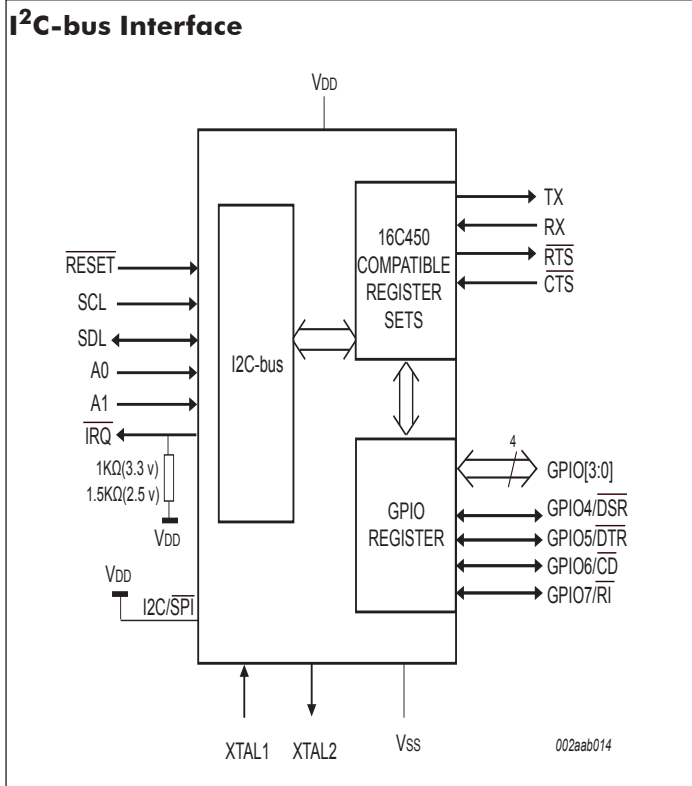 I²C-bus Interface
VDD
RESET
SCL
SDL
A0
A1
IRQ
1KΩ(3.3 v)
1.5KΩ(2.5 v)
VDD
VDD
I2C/SPI
I2C-bus
16C450
COMPATIBLE
REGISTER
SETS
GPIO
REGISTER
TX
RX
RTS
CTS
4
GPIO[3:0]
GPIO4/DSR
GPIO5/DTR
GPIO6/CD
GPIO7/RI
XTAL1
XTAL2
VSS
002aab014